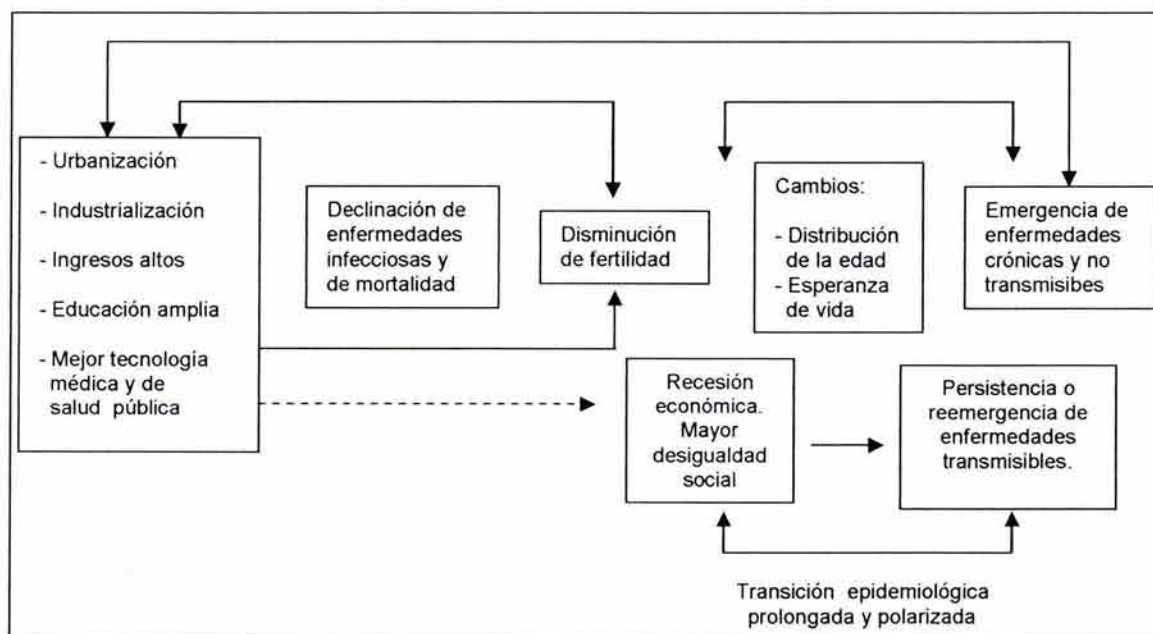 - Urbanización
- Industrialización
- Ingresos altos
- Educación amplia
- Mejor tecnología
médica y de
salud pública
Declinación de
enfermedades
infecciosas y
de mortalidad
Disminución
de fertilidad
Cambios:
- Distribución
de la edad
- Esperanza
de vida
Emergencia de
enfermedades
crónicas y no
transmisibes
Recesión
económica.
Mayor
desigualdad
social
Persistencia o
reemergencia de
enfermedades
transmisibles.
Transición epidemiológica
prolongada y polarizada